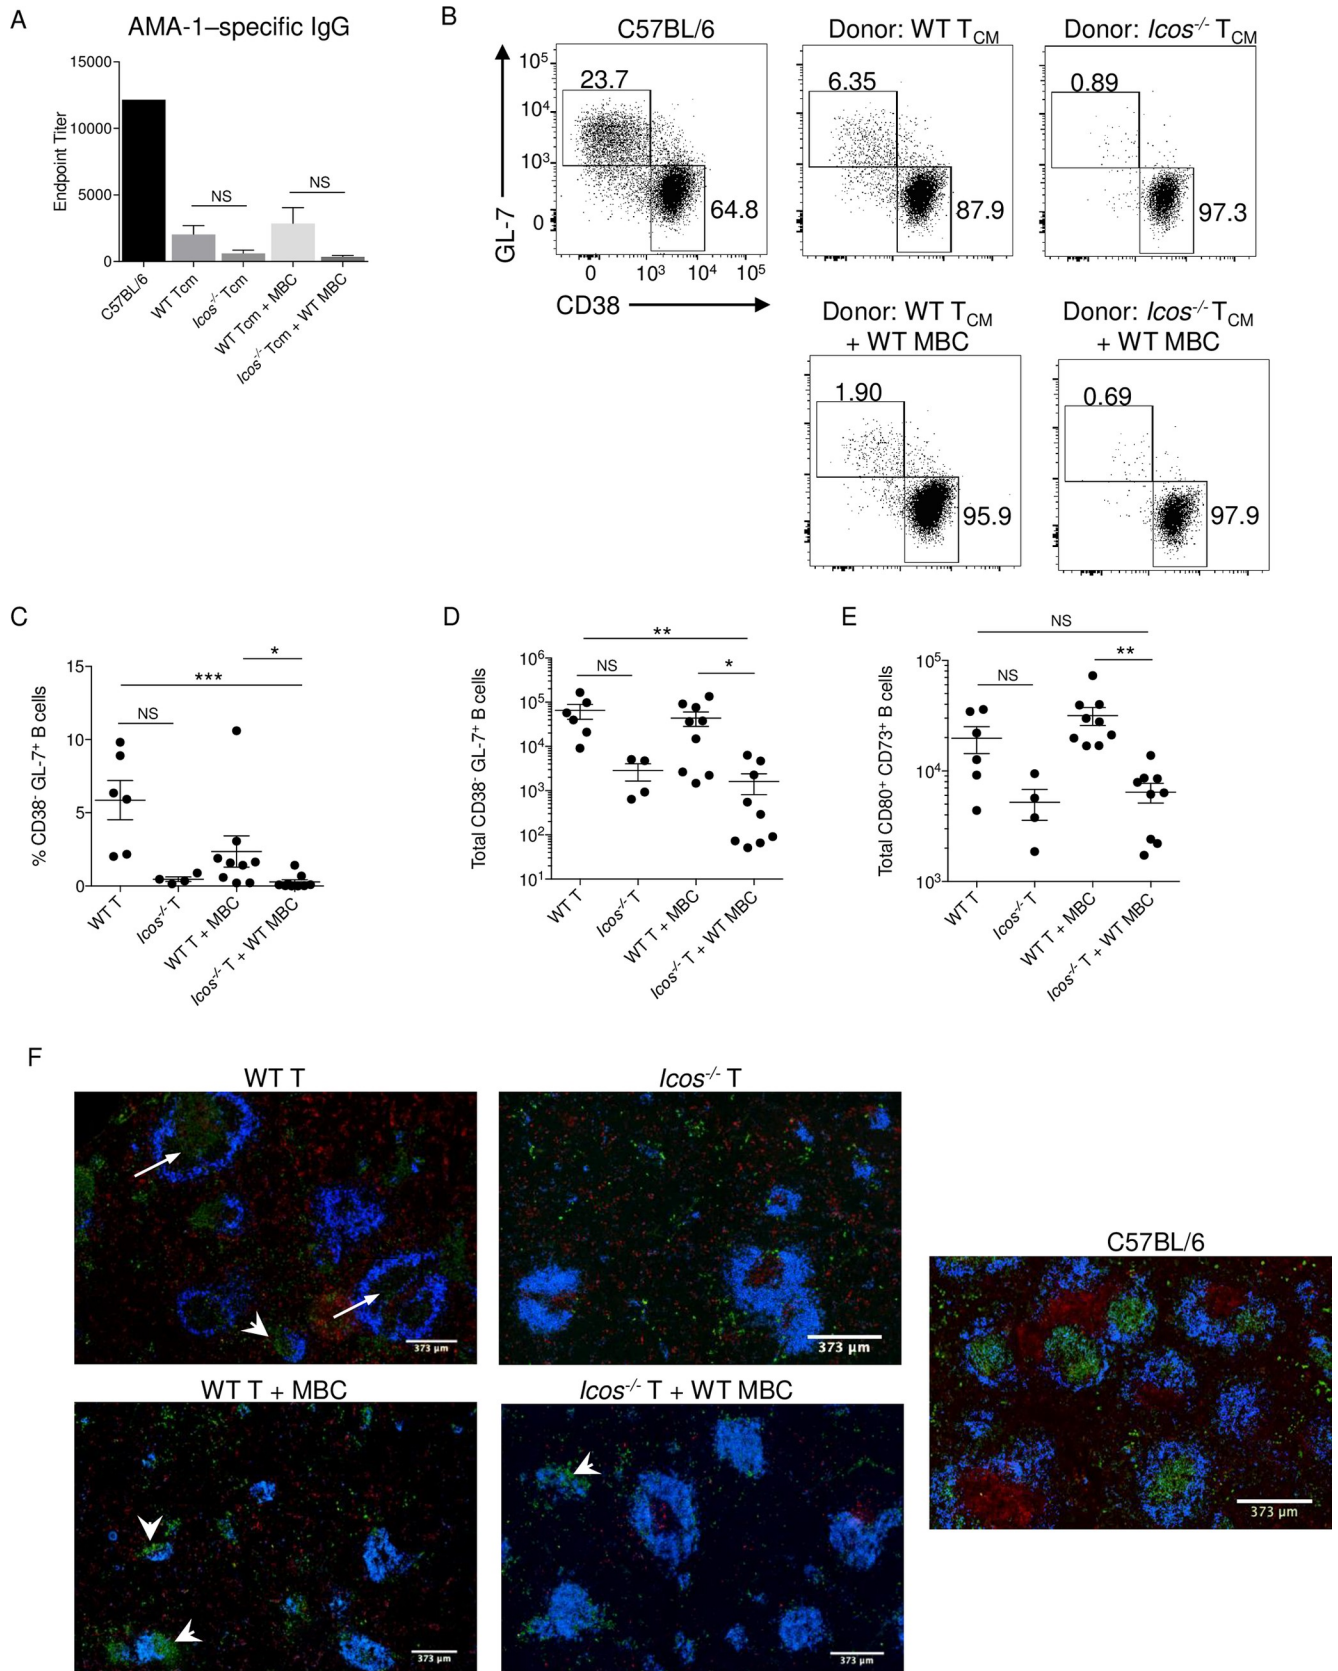 A
AMA-1–specific IgG
15000
10000
5000
0
Endpoint Titer
NS
NS
C57BL/6
WT Tcm
Icos-/- Tcm
WT Tcm + MBC
Icos-/- Tcm + WT MBC
B
C57BL/6
Donor: WT TCM
Donor: Icos-/- TCM
23.7
64.8
6.35
87.9
0.89
97.3
GL-7
10⁵
10⁴
10³
0
0 10³ 10⁴ 10⁵
CD38
Donor: WT TCM
+ WT MBC
Donor: Icos-/- TCM
+ WT MBC
1.90
95.9
0.69
97.9
C
% CD38- GL-7+ B cells
15
10
5
0
*
***
NS
WT T
Icos-/- T
WT T + MBC
Icos-/- T + WT MBC
D
Total CD38- GL-7+ B cells
10⁶
10⁵
10⁴
10³
10²
10¹
**
NS
*
WT T
Icos-/- T
WT T + MBC
Icos-/- T + WT MBC
E
Total CD80+ CD73+ B cells
10⁵
10⁴
10³
NS
NS
**
WT T
Icos-/- T
WT T + MBC
Icos-/- T + WT MBC
F
WT T
373 µm
Icos-/- T
373 µm
WT T + MBC
373 µm
Icos-/- T + WT MBC
373 µm
C57BL/6
373 µm